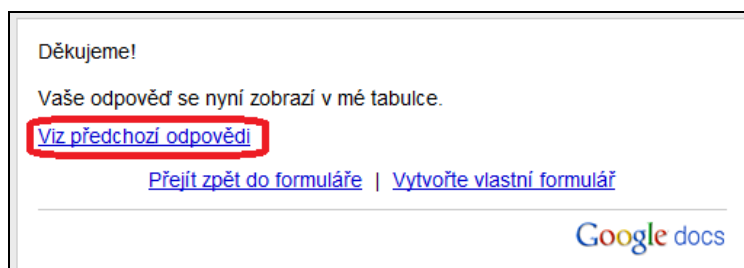 Děkujeme!
Vaše odpověď se nyní zobrazí v mé tabulce.
Viz předchozí odpovědi
Přejít zpět do formuláře | Vytvořte vlastní formulář
Google docs